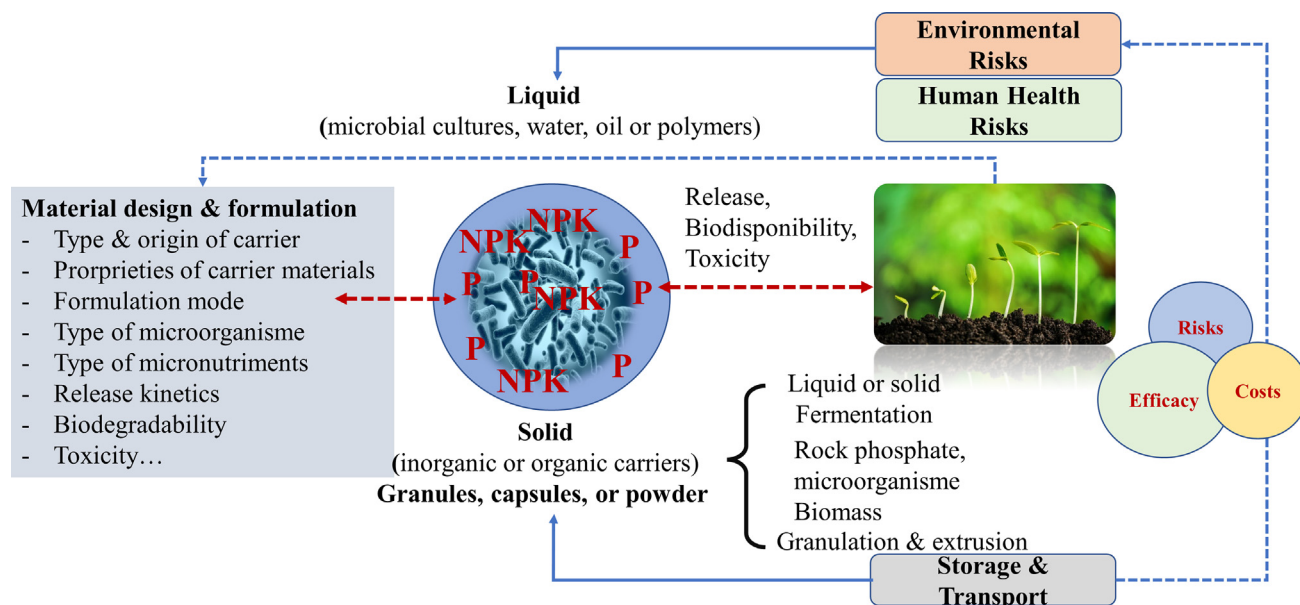 Environmental
Risks
Human Health
Risks
Liquid
(microbial cultures, water, oil or polymers)
Material design & formulation
- Type & origin of carrier
- Prorprieties of carrier materials
- Formulation mode
- Type of microorganisme
- Type of micronutriments
- Release kinetics
- Biodegradability
- Toxicity…
NPK
NPK
P
P
P
NPK
P
P
P
NPK
Release,
Biodisponibility,
Toxicity
Risks
Efficacy
Costs
Solid
(inorganic or organic carriers)
Granules, capsules, or powder
Liquid or solid
Fermentation
Rock phosphate,
microorganisme
Biomass
Granulation & extrusion
Storage &
Transport